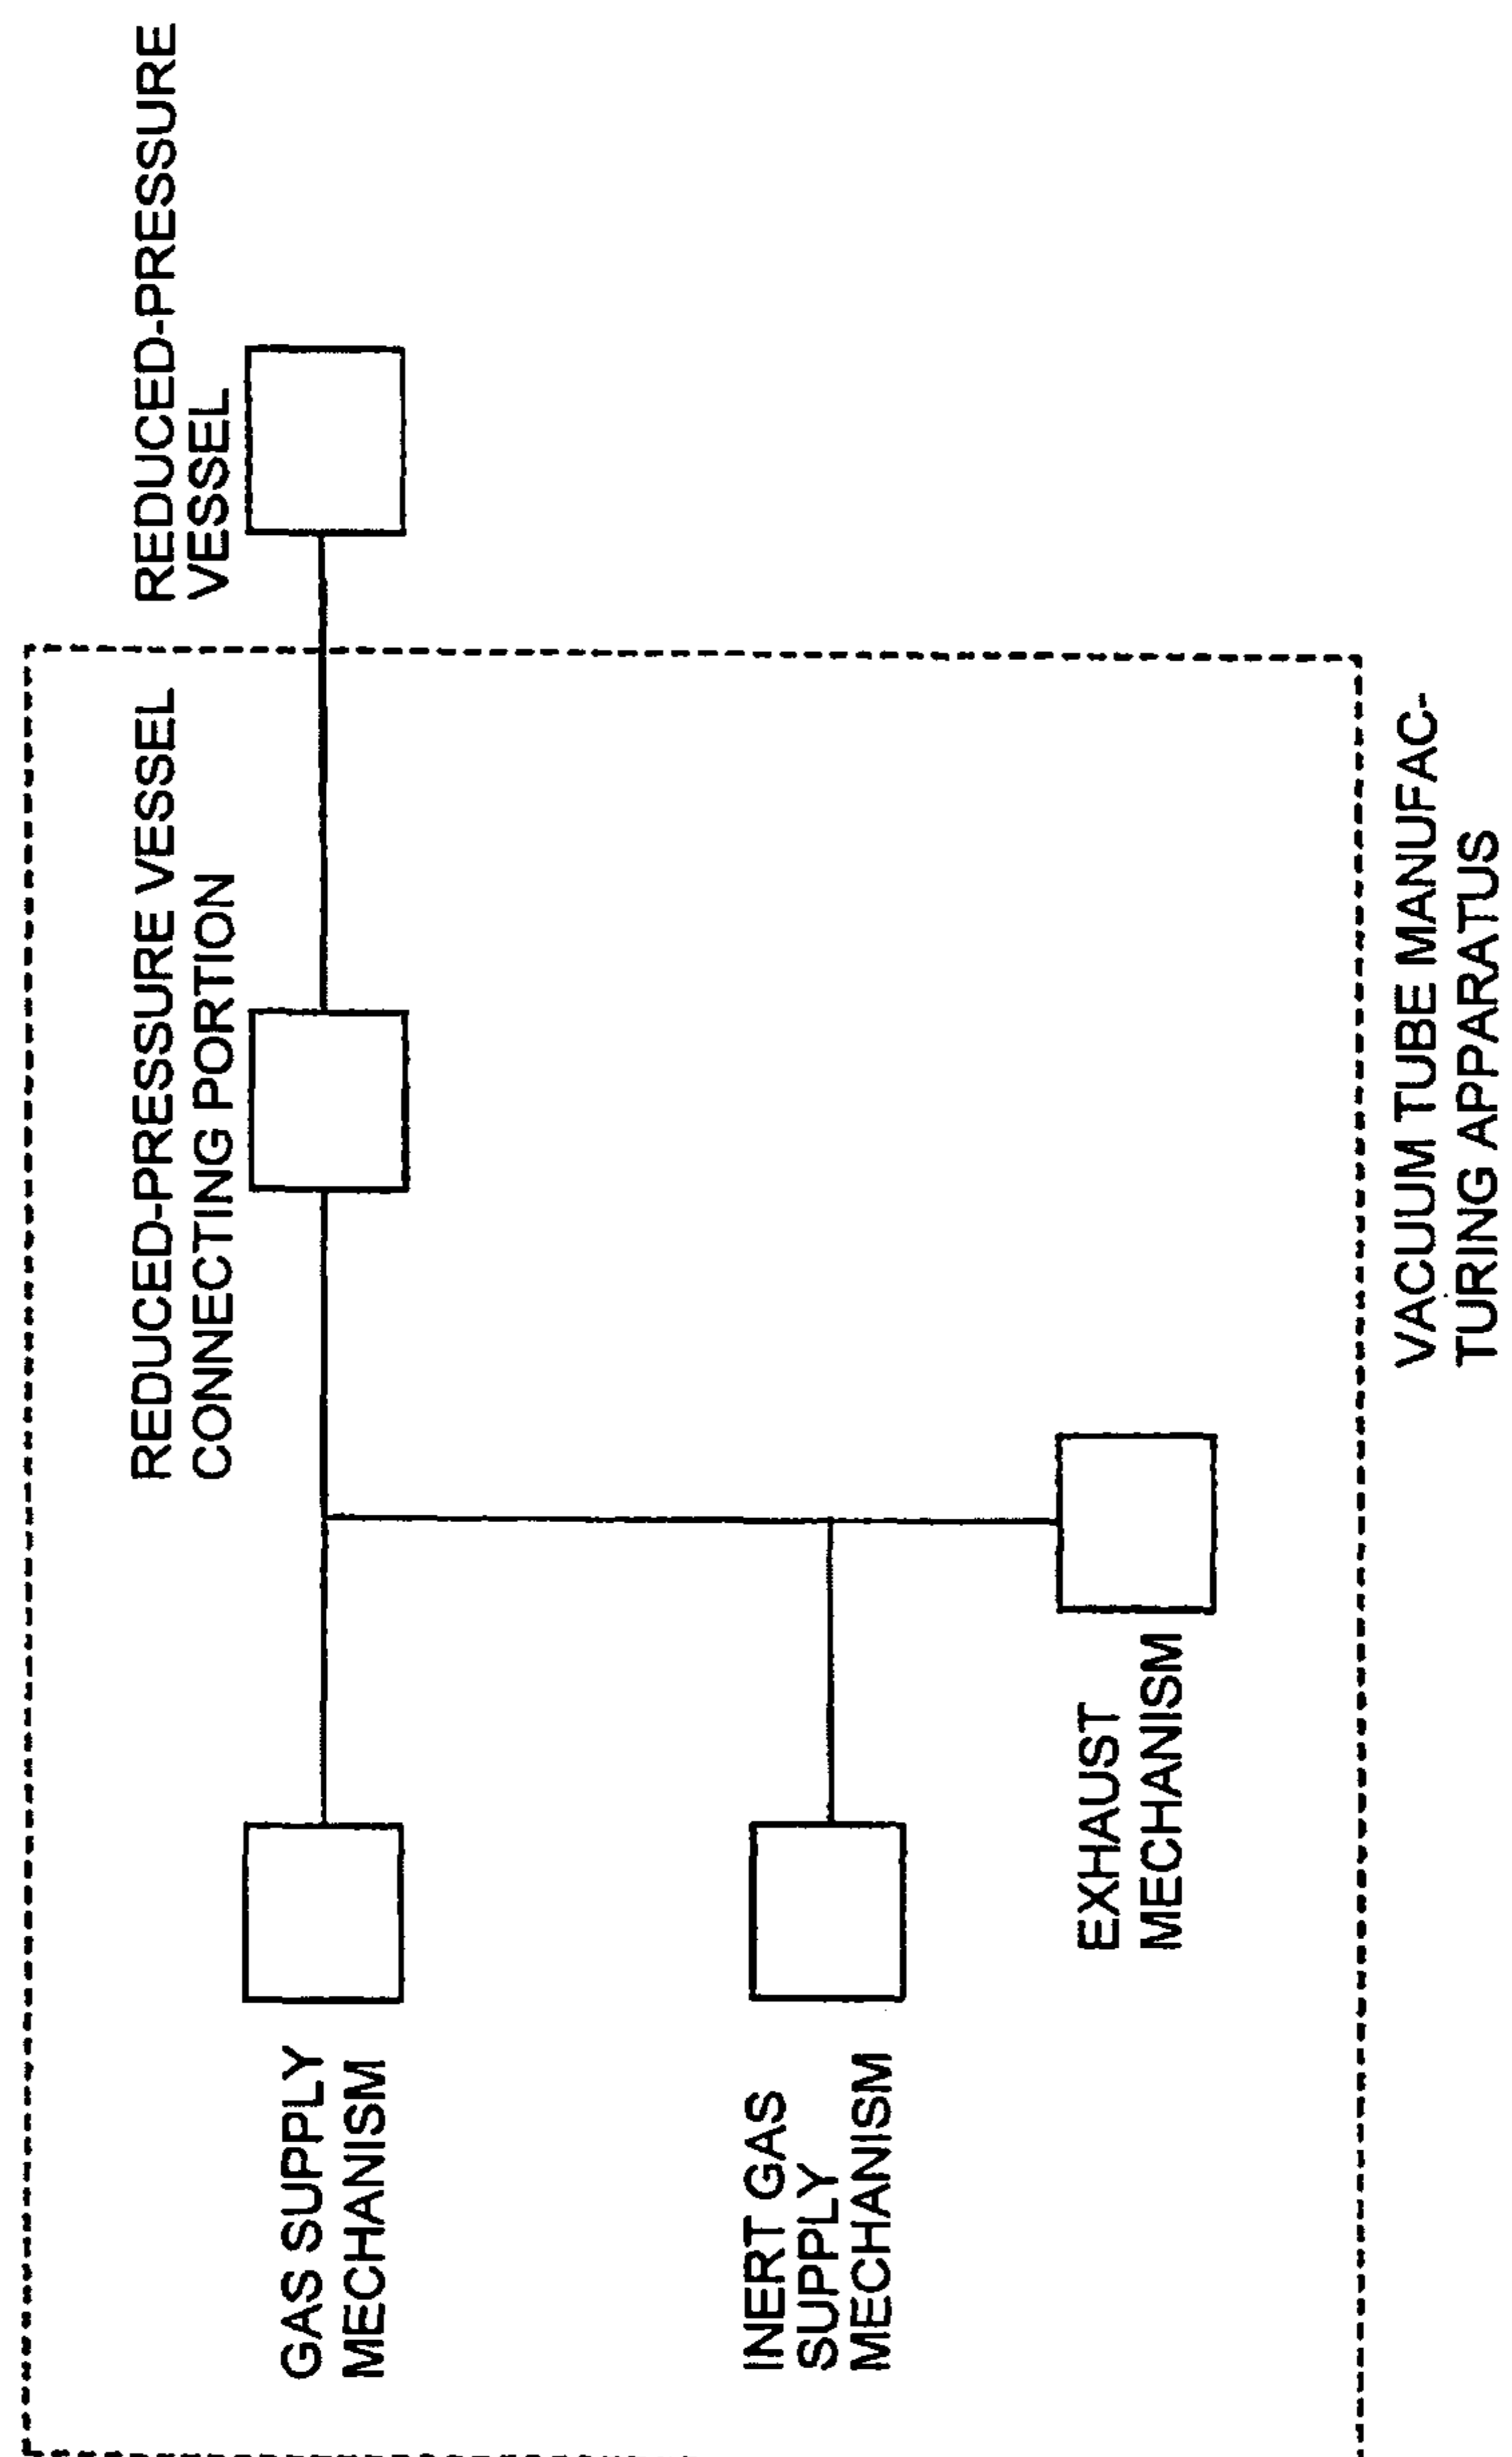 GAS SUPPLY
MECHANISM
REDUCED-PRESSURE VESSEL
CONNECTING PORTION
REDUCED-PRESSURE
VESSEL
INERT GAS
SUPPLY
MECHANISM
EXHAUST
MECHANISM
VACUUM TUBE MANUFAC-
TURING APPARATUS